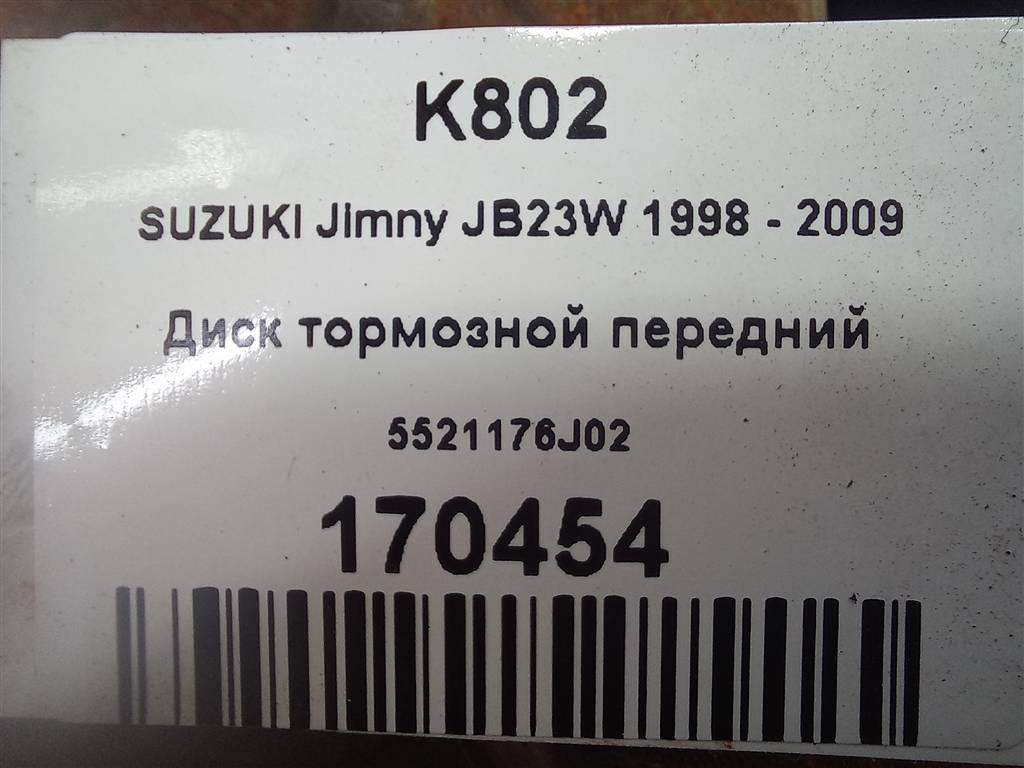 K802
SUZUKI Jimny JB23W 1998 - 2009
Диск тормозной передний
5521176J02
170454